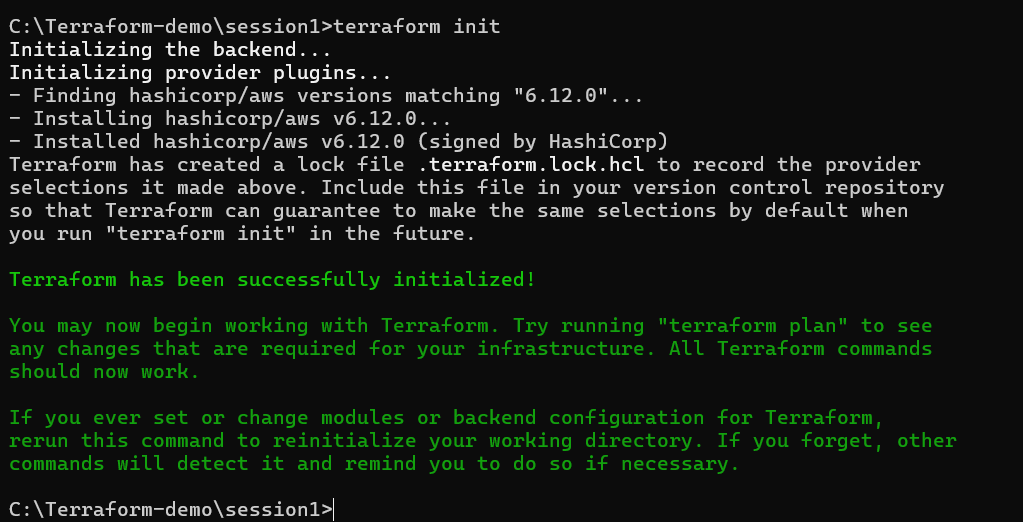 C:\Terraform-demo\session1>terraform init
Initializing the backend...
Initializing provider plugins...
- Finding hashicorp/aws versions matching "6.12.0"...
- Installing hashicorp/aws v6.12.0...
- Installed hashicorp/aws v6.12.0 (signed by HashiCorp)
Terraform has created a lock file .terraform.lock.hcl to record the provider
selections it made above. Include this file in your version control repository
so that Terraform can guarantee to make the same selections by default when
you run "terraform init" in the future.
Terraform has been successfully initialized!
You may now begin working with Terraform. Try running "terraform plan" to see
any changes that are required for your infrastructure. All Terraform commands
should now work.
If you ever set or change modules or backend configuration for Terraform,
rerun this command to reinitialize your working directory. If you forget, other
commands will detect it and remind you to do so if necessary.
C:\Terraform-demo\session1>